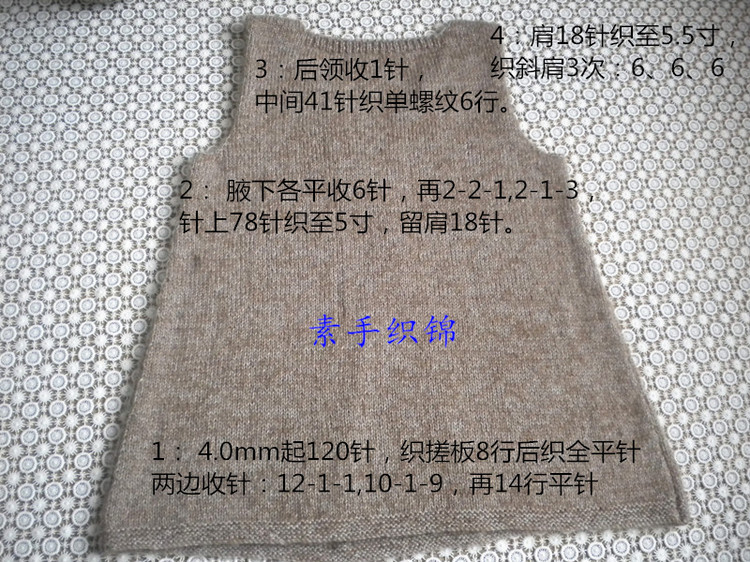 4：肩18针织至5.5寸，
织斜肩3次：6、6、6
3：后领收1针，
中间41针织单螺纹6行。
2： 腋下各平收6针，再2-2-1,2-1-3，
针上78针织至5寸，留肩18针。
素手织锦
1： 4.0mm起120针，织搓板8行后织全平针
两边收针：12-1-1,10-1-9，再14行平针